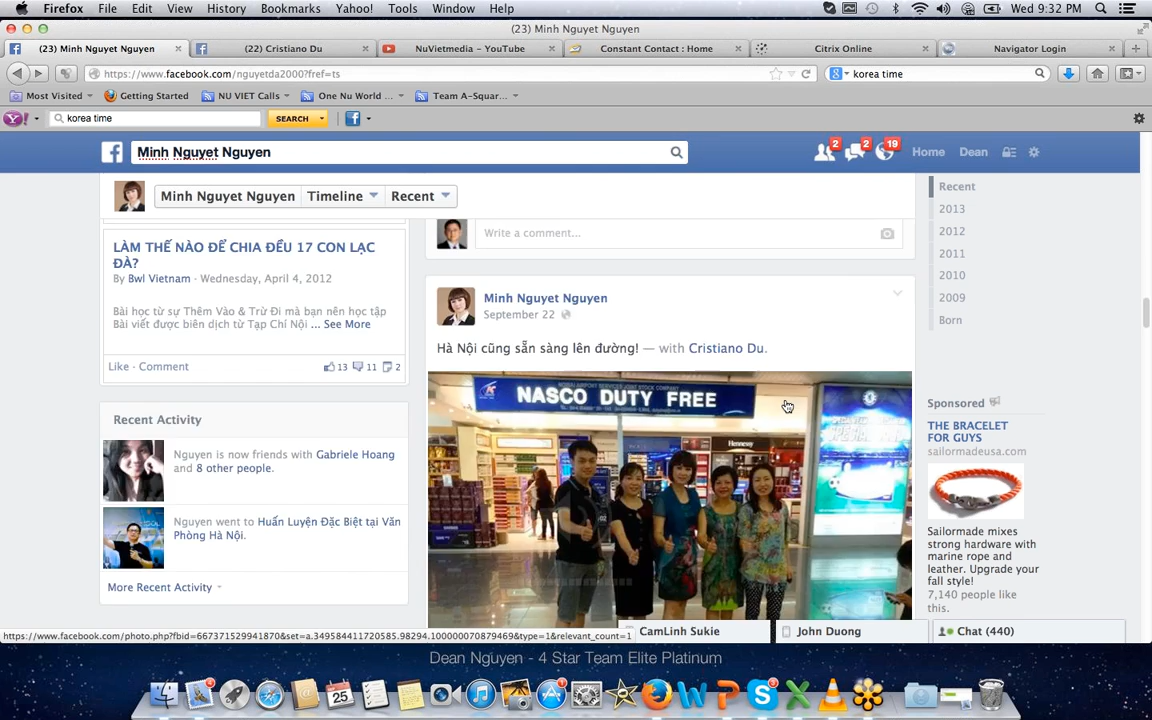 Firefox File Edit View History Bookmarks Yahoo! Tools Window Help Wed 9:32 PM
(23) Minh Nguyet Nguyen
(23) Minh Nguyet Nguyen (22) Cristiano Du NuVietmedia - YouTube Constant Contact : Home Citrix Online Navigator Login
https://www.facebook.com/nguyetda2000?fref=ts korea time
Most Visited Getting Started NU VIET Calls One Nu World ... Team A-Squar...
Y! korea time SEARCH
Minh Nguyet Nguyen 2 2 19 Home Dean
Minh Nguyet Nguyen Timeline Recent
Recent
2013
2012
2011
2010
2009
Born
LÀM THẾ NÀO ĐỂ CHIA ĐỀU 17 CON LẠC
ĐÀ?
By Bwl Vietnam · Wednesday, April 4, 2012
Bài học từ sự Thêm Vào & Trừ Đi mà bạn nên học tập
Bài viết được biên dịch từ Tạp Chí Nội ... See More
Like · Comment 13 11 2
Recent Activity
Nguyen is now friends with Gabriele Hoang
and 8 other people.
Nguyen went to Huấn Luyện Đặc Biệt tại Văn
Phòng Hà Nội.
More Recent Activity
Write a comment...
Minh Nguyet Nguyen
September 22
Hà Nội cũng sẵn sàng lên đường! — with Cristiano Du.
NASCO DUTY FREE
Hennessy
02
Sponsored
THE BRACELET
FOR GUYS
sailormadeusa.com
Sailormade mixes
strong hardware with
marine rope and
leather. Upgrade your
fall style!
7,140 people like
this.
https://www.facebook.com/photo.php?fbid=667371529941870&set=a.349584411720585.98294.100000070879469&type=1&relevant_count=1
CamLinh Sukie John Duong Chat (440)
Dean Nguyen - 4 Star Team Elite Platinum
25